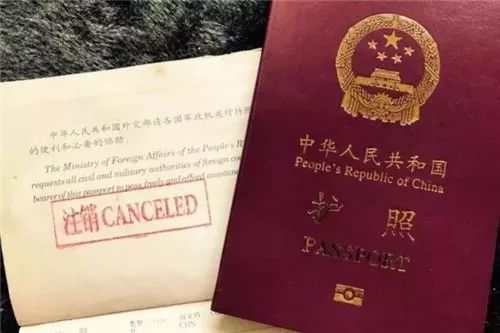 中华人民共和国外交部请各国军政机关对持照
的便利和必要的协助。
The Ministry of Foreign Affairs of the People's R
requests all civil and military authorities of foreign co
bearer of this passport to pass freely and afford assistance
注销 CANCELED
CHN
中华人民共和国
People's Republic of China
护照
PASSPORT